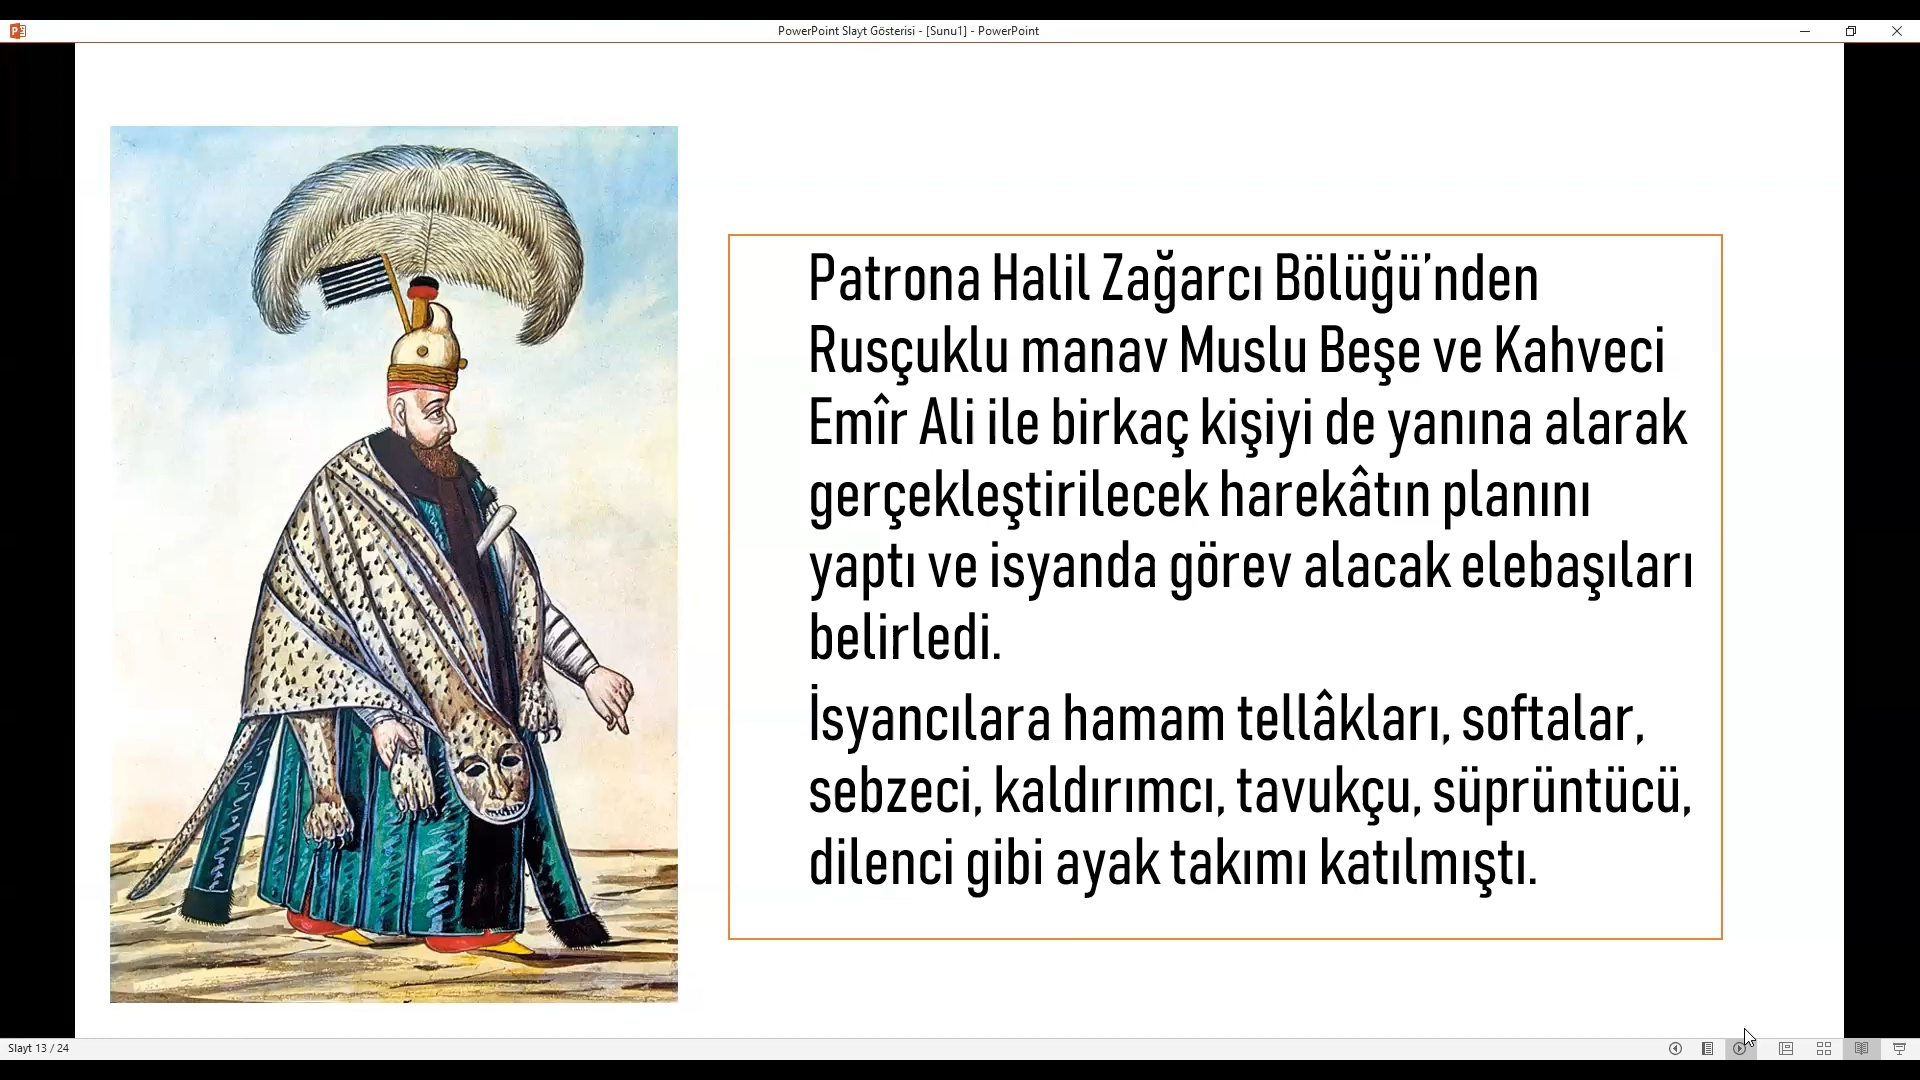 PowerPoint Slayt Gösterisi - [Sunu1] - PowerPoint
Patrona Halil Zağarcı Bölüğü’nden
Rusçuklu manav Muslu Beşe ve Kahveci
Emîr Ali ile birkaç kişiyi de yanına alarak
gerçekleştirilecek harekâtın planını
yaptı ve isyanda görev alacak elebaşıları
belirledi.
İsyancılara hamam tellâkları, softalar,
sebzeci, kaldırımcı, tavukçu, süprüntücü,
dilenci gibi ayak takımı katılmıştı.
Slayt 13 / 24